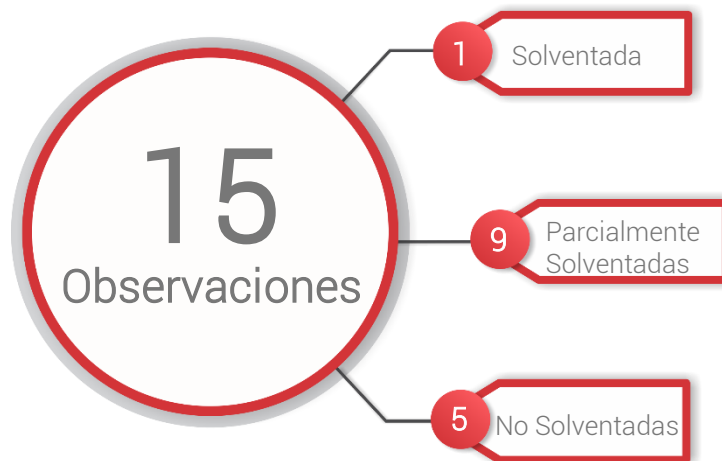 15
Observaciones
1
Solventada
9
Parcialmente
Solventadas
5
No Solventadas